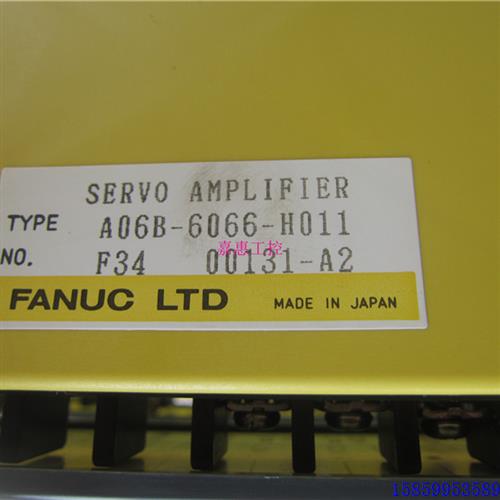 SERVO AMPLIFIER
TYPE A06B-6066-H011
嘉惠工控
NO. F34 00131-A2
FANUC LTD MADE IN JAPAN
15859953589